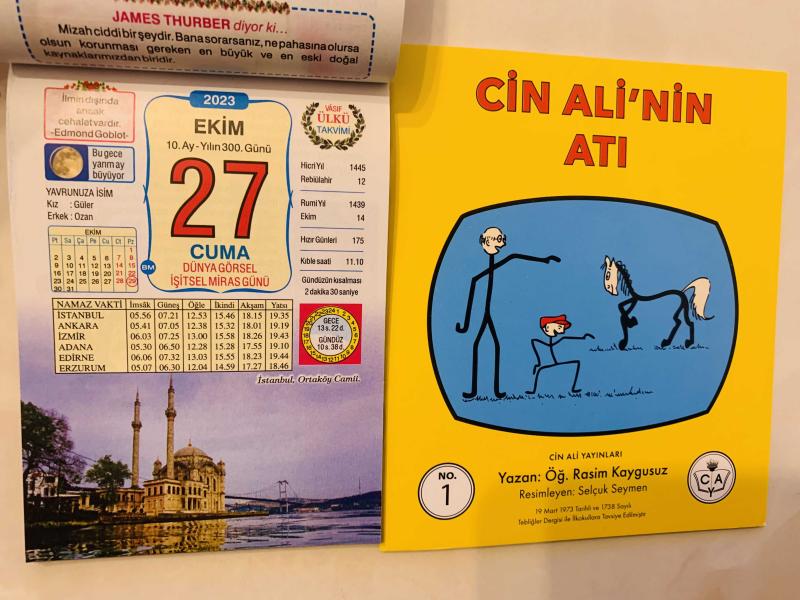 JAMES THURBER diyor ki...
Mizah ciddi bir şeydir. Bana sorarsanız, ne pahasına olursa
olsun korunması gereken en büyük ve en eski doğal
kaynaklarımızdan biridir.
İlmin dışında
ancak
cehalet vardır.
-Edmond Goblot-
Bu gece
yarım ay
büyüyor
YAVRUNUZA İSİM
Kız : Güler
Erkek : Ozan
EKİM
Pt Sa Ça Pe Cu Ct Pz
1
2 3 4 5 6 7 8
9 10 11 12 13 14 15
16 17 18 19 20 21 22
23 24 25 26 27 28 29
30 31
2023
EKİM
10. Ay - Yılın 300. Günü
27
CUMA
DÜNYA GÖRSEL
İŞİTSEL MİRAS GÜNÜ
BM
VASIF
ÜLKÜ
TAKVİMİ
Hicri Yıl 1445
Rebiülahir 12
Rumi Yıl 1439
Ekim 14
Hızır Günleri 175
Kıble saati 11.10
Gündüzün kısalması
2 dakika 30 saniye
NAMAZ VAKTİ İmsâk Güneş Öğle İkindi Akşam Yatsı
İSTANBUL 05.56 07.21 12.53 15.46 18.15 19.35
ANKARA 05.41 07.05 12.38 15.32 18.01 19.19
İZMİR 06.03 07.25 13.00 15.58 18.26 19.43
ADANA 05.30 06.50 12.28 15.28 17.55 19.10
EDİRNE 06.06 07.32 13.03 15.55 18.23 19.44
ERZURUM 05.07 06.30 12.04 14.59 17.27 18.46
GECE
13 s. 22 d.
GÜNDÜZ
10 s. 38 d.
İstanbul, Ortaköy Camii.
CİN ALİ'NİN
ATI
CİN ALİ YAYINLARI
NO.
1
Yazan: Öğ. Rasim Kaygusuz
Resimleyen: Selçuk Seymen
19 Mart 1973 Tarihli ve 1738 Sayılı
Tebliğler Dergisi ile İlkokullara Tavsiye Edilmiştir
C A Y